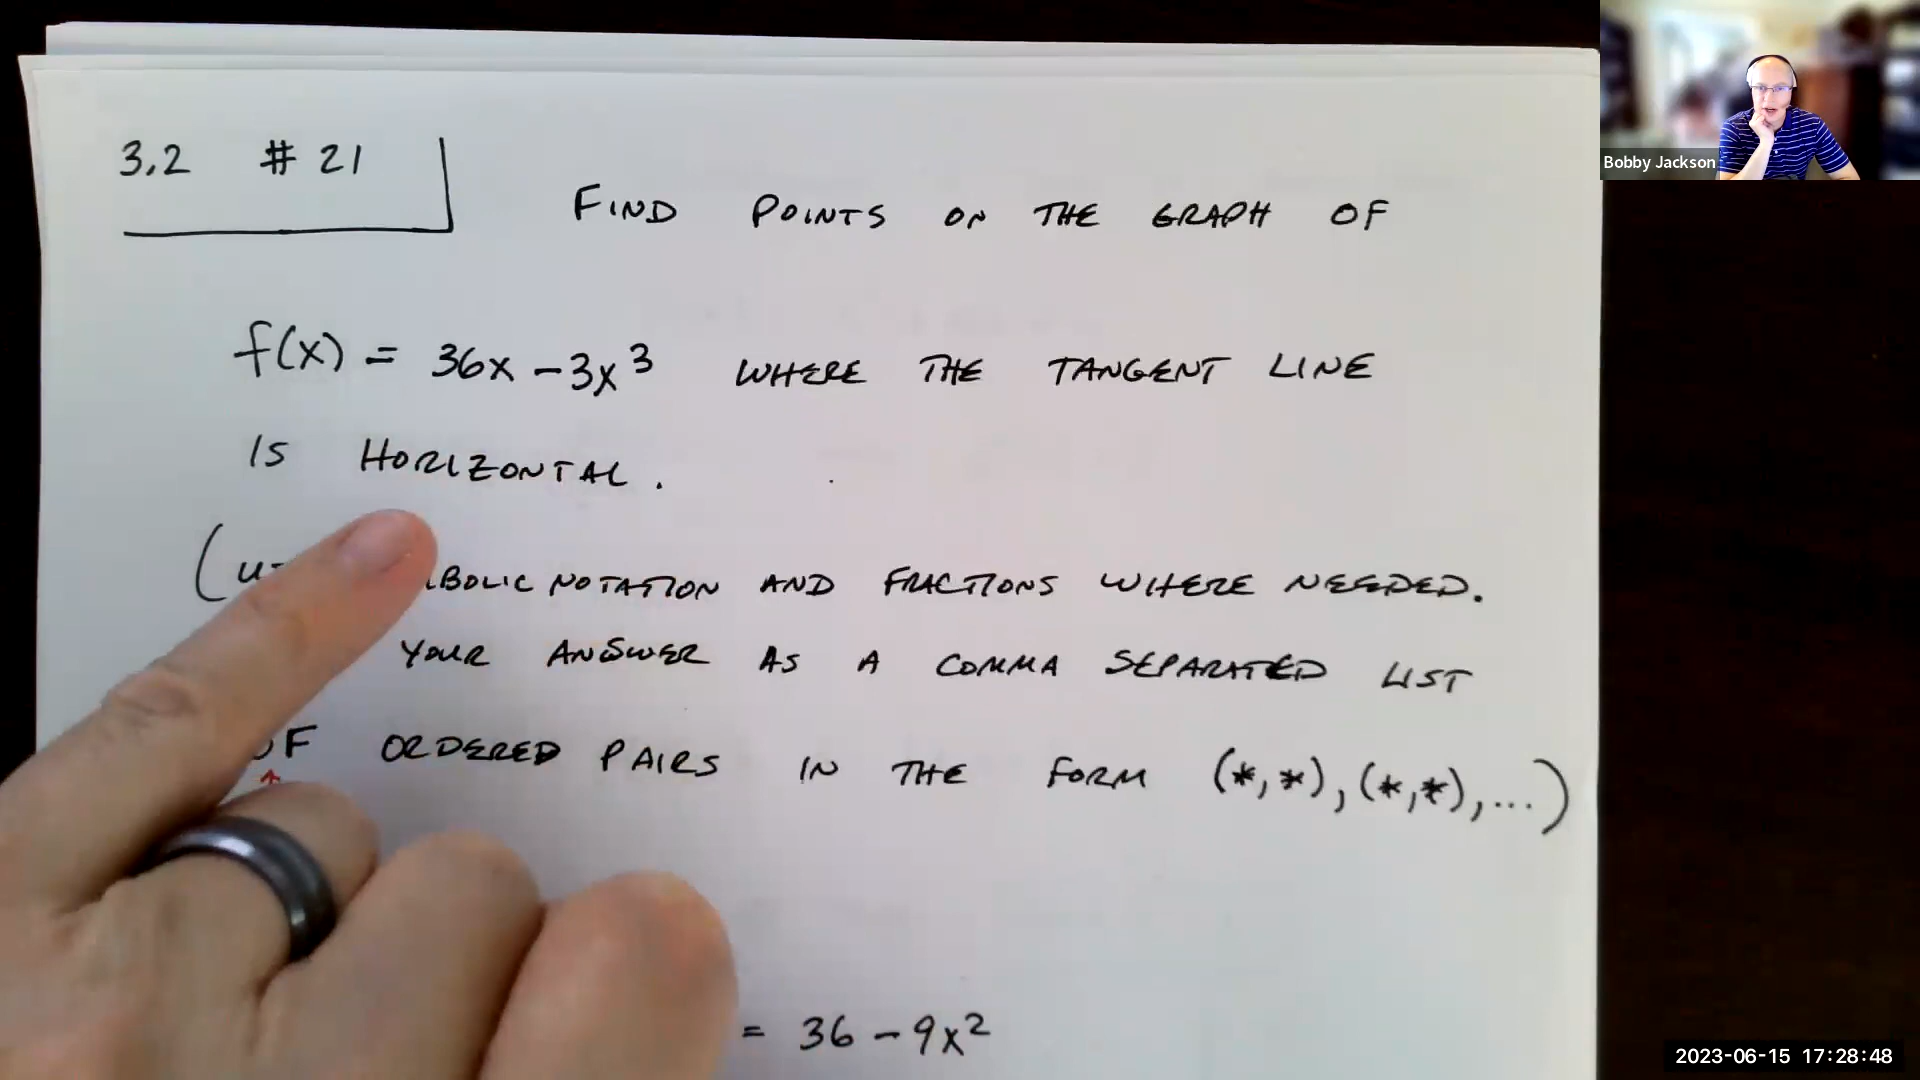 3.2 # 21
FIND POINTS ON THE GRAPH OF
f(x) = 36x - 3x³ WHERE THE TANGENT LINE
IS HORIZONTAL.
( NOTATION AND FRACTIONS WHERE NEEDED.
YOUR ANSWER AS A COMMA SEPARATED LIST
OF ORDERED PAIRS IN THE FORM (*,*), (*,*), ...)
= 36 - 9x²
Bobby Jackson
2023-06-15 17:28:48